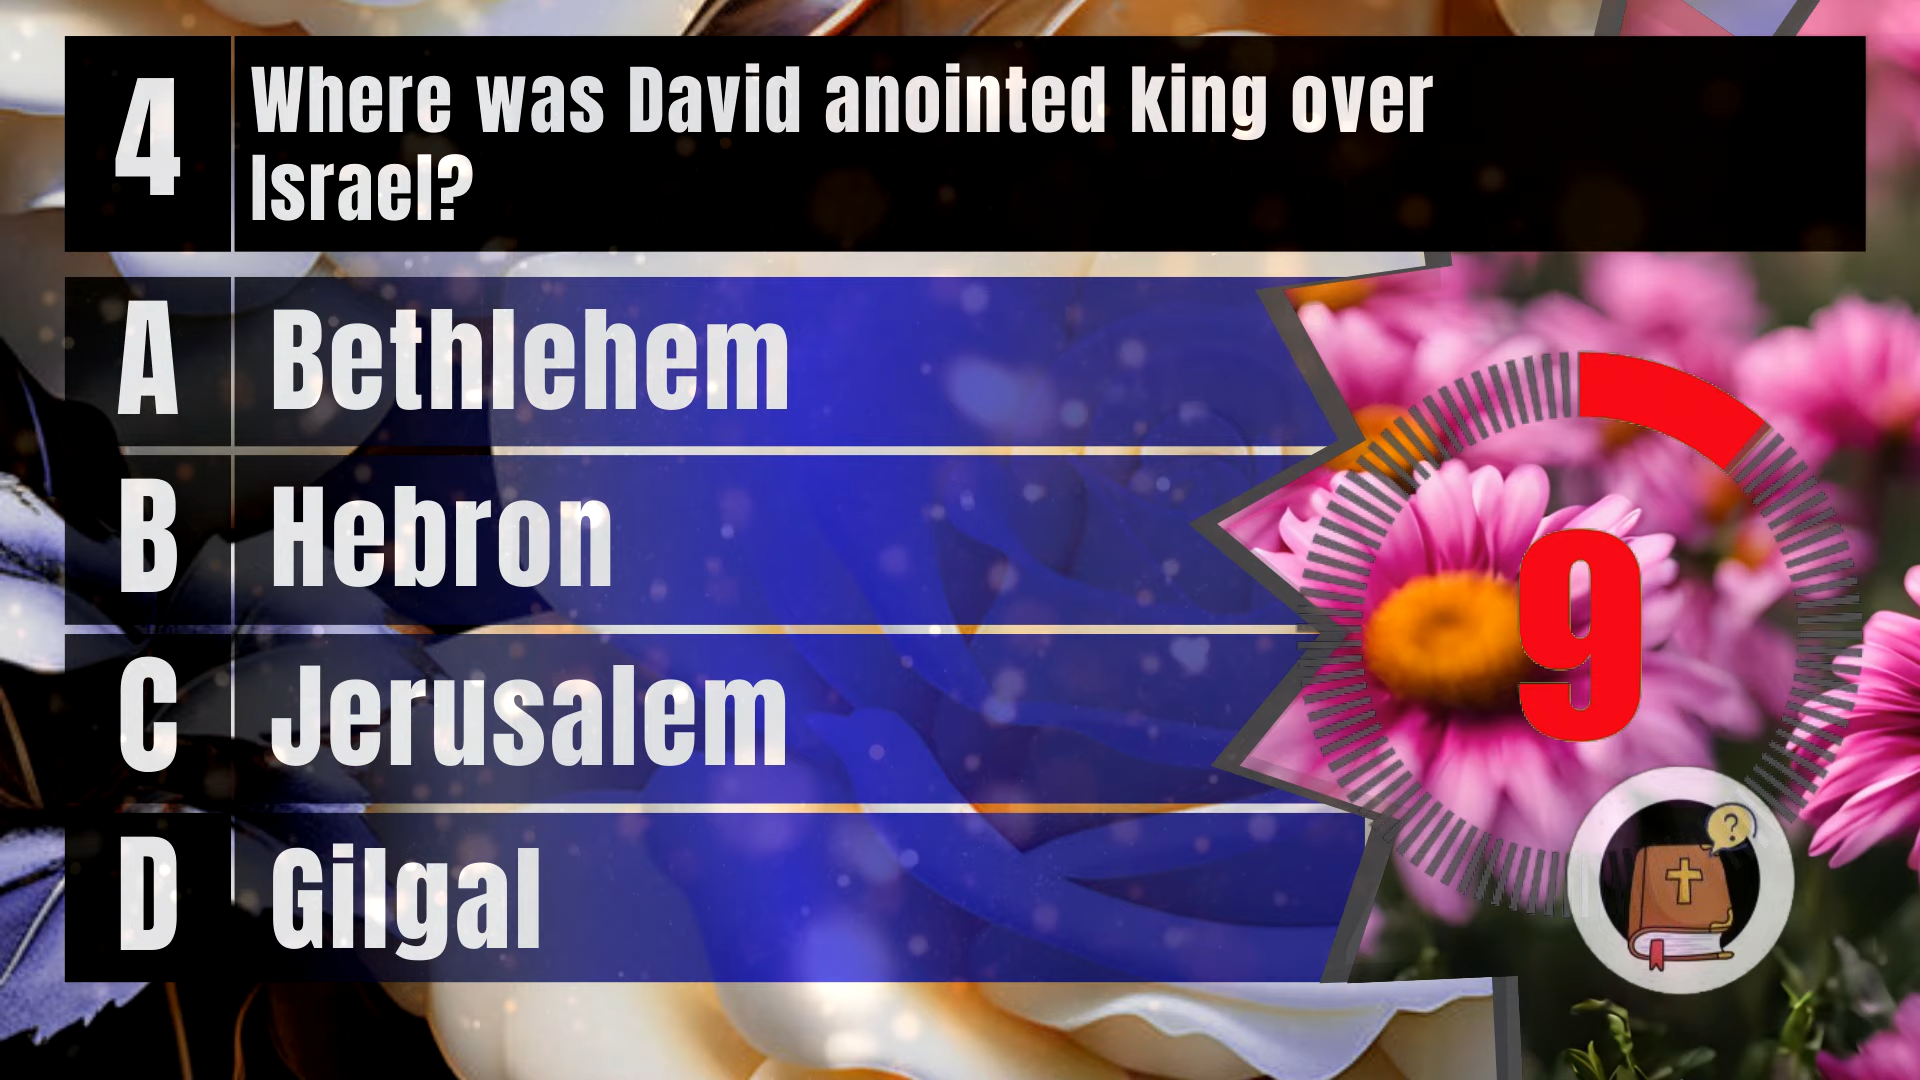 4
Where was David anointed king over
Israel?
A
Bethlehem
B
Hebron
C
Jerusalem
D
Gilgal
9
?